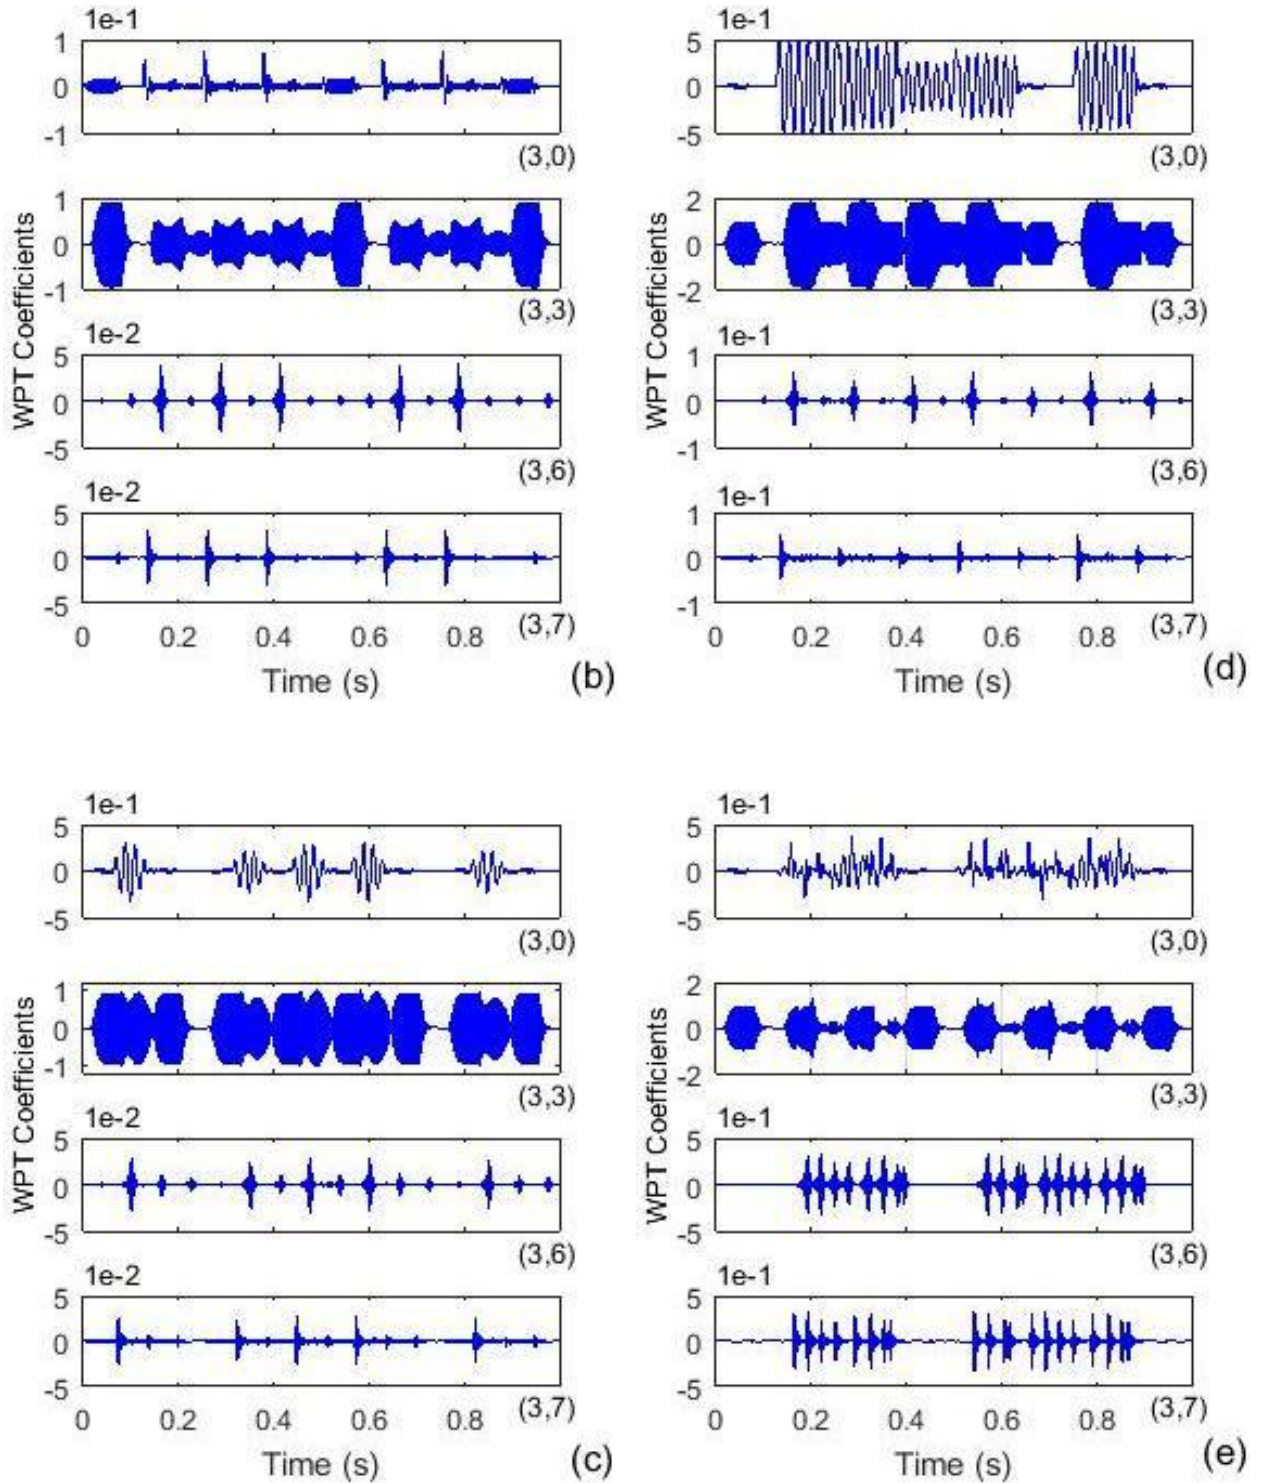 1e-1
1
0
-1
(3,0)
1
0
-1
(3,3)
1e-2
5
0
-5
(3,6)
1e-2
5
0
-5
(3,7)
0 0.2 0.4 0.6 0.8
WPT Coefficients
Time (s)
(b)
1e-1
5
0
-5
(3,0)
2
0
-2
(3,3)
1e-1
1
0
-1
(3,6)
1e-1
1
0
-1
(3,7)
0 0.2 0.4 0.6 0.8
WPT Coefficients
Time (s)
(d)
1e-1
5
0
-5
(3,0)
1
0
-1
(3,3)
1e-2
5
0
-5
(3,6)
1e-2
5
0
-5
(3,7)
0 0.2 0.4 0.6 0.8
WPT Coefficients
Time (s)
(c)
1e-1
5
0
-5
(3,0)
2
0
-2
(3,3)
1e-1
5
0
-5
(3,6)
1e-1
5
0
-5
(3,7)
0 0.2 0.4 0.6 0.8
WPT Coefficients
Time (s)
(e)